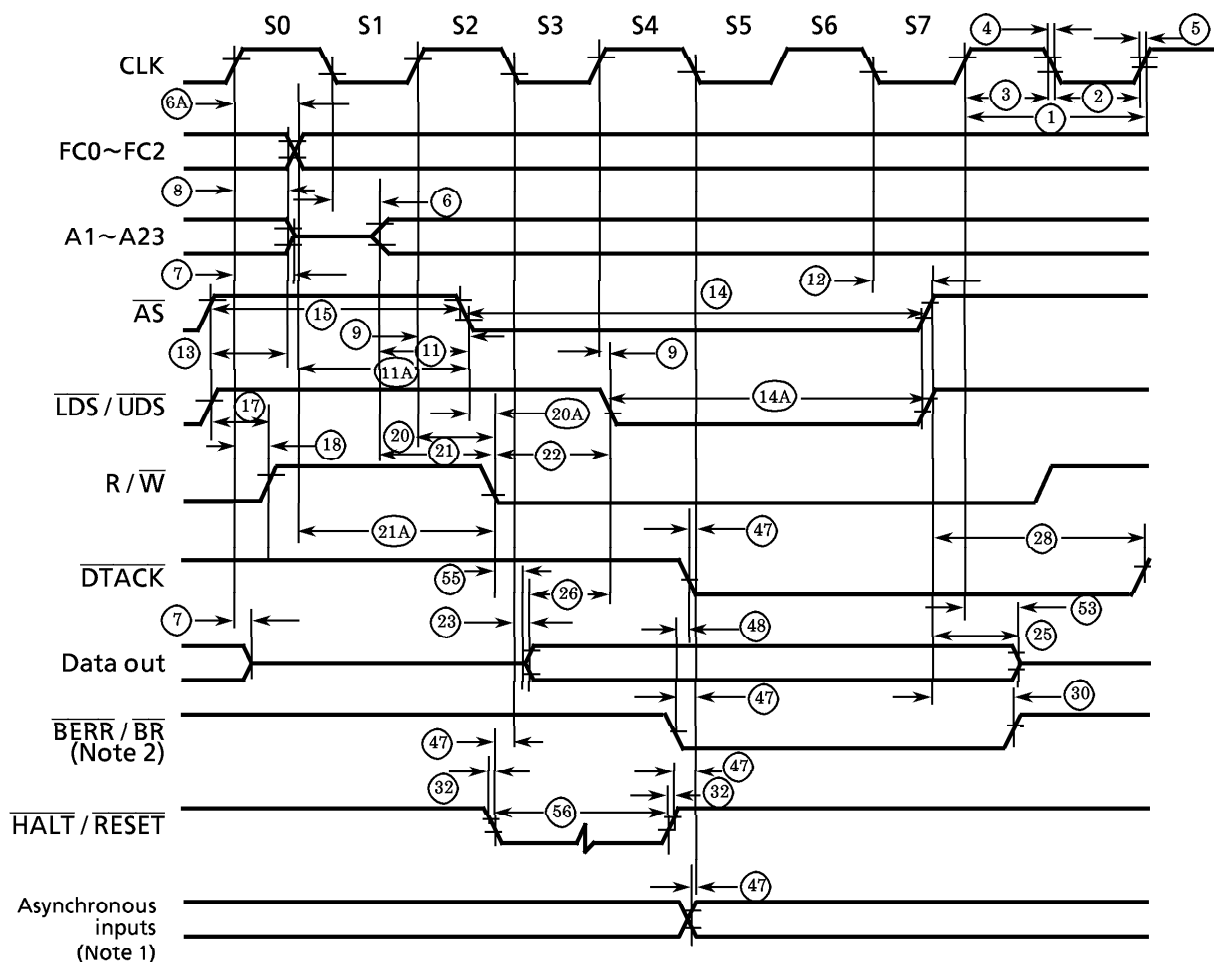 S0 S1 S2 S3 S4 S5 S6 S7
CLK
4 5
3 2
1
6A
FC0~FC2
8 6
A1~A23
7 12
AS
15 14
13 9 11 9
11A
LDS / UDS
17 20A 14A
18 20 21 22
R / W
21A 47 28
DTACK
55 26
7 23 48 53
25
Data out
47 30
BERR / BR
(Note 2)
47 47
32 32
56
HALT / RESET
47
Asynchronous
inputs
(Note 1)